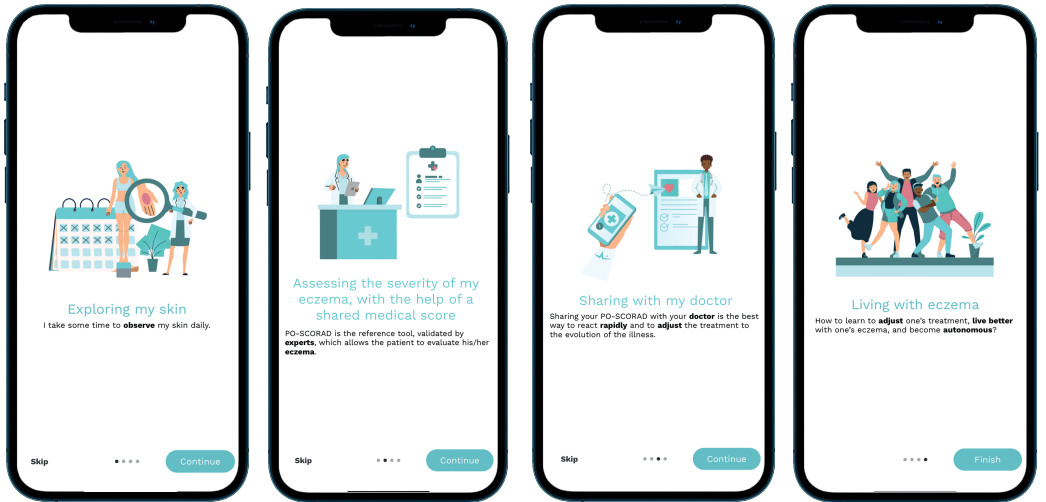 Exploring my skin
I take some time to observe my skin daily.
Skip
Continue
Assessing the severity of my
eczema, with the help of a
shared medical score
PO-SCORAD is the reference tool, validated by
experts, which allows the patient to evaluate his/her
eczema.
Skip
Continue
Sharing with my doctor
Sharing your PO-SCORAD with your doctor is the best
way to react rapidly and to adjust the treatment to
the evolution of the illness.
Skip
Continue
Living with eczema
How to learn to adjust one's treatment, live better
with one's eczema, and become autonomous?
Finish